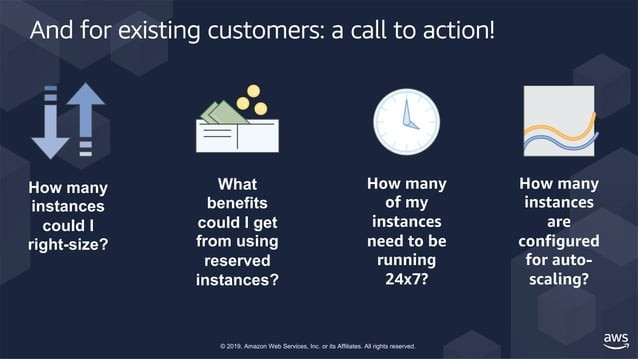 And for existing customers: a call to action!
How many
instances
could I
right-size?
What
benefits
could I get
from using
reserved
instances?
How many
of my
instances
need to be
running
24x7?
How many
instances
are
configured
for auto-
scaling?
© 2019, Amazon Web Services, Inc. or its Affiliates. All rights reserved.
aws